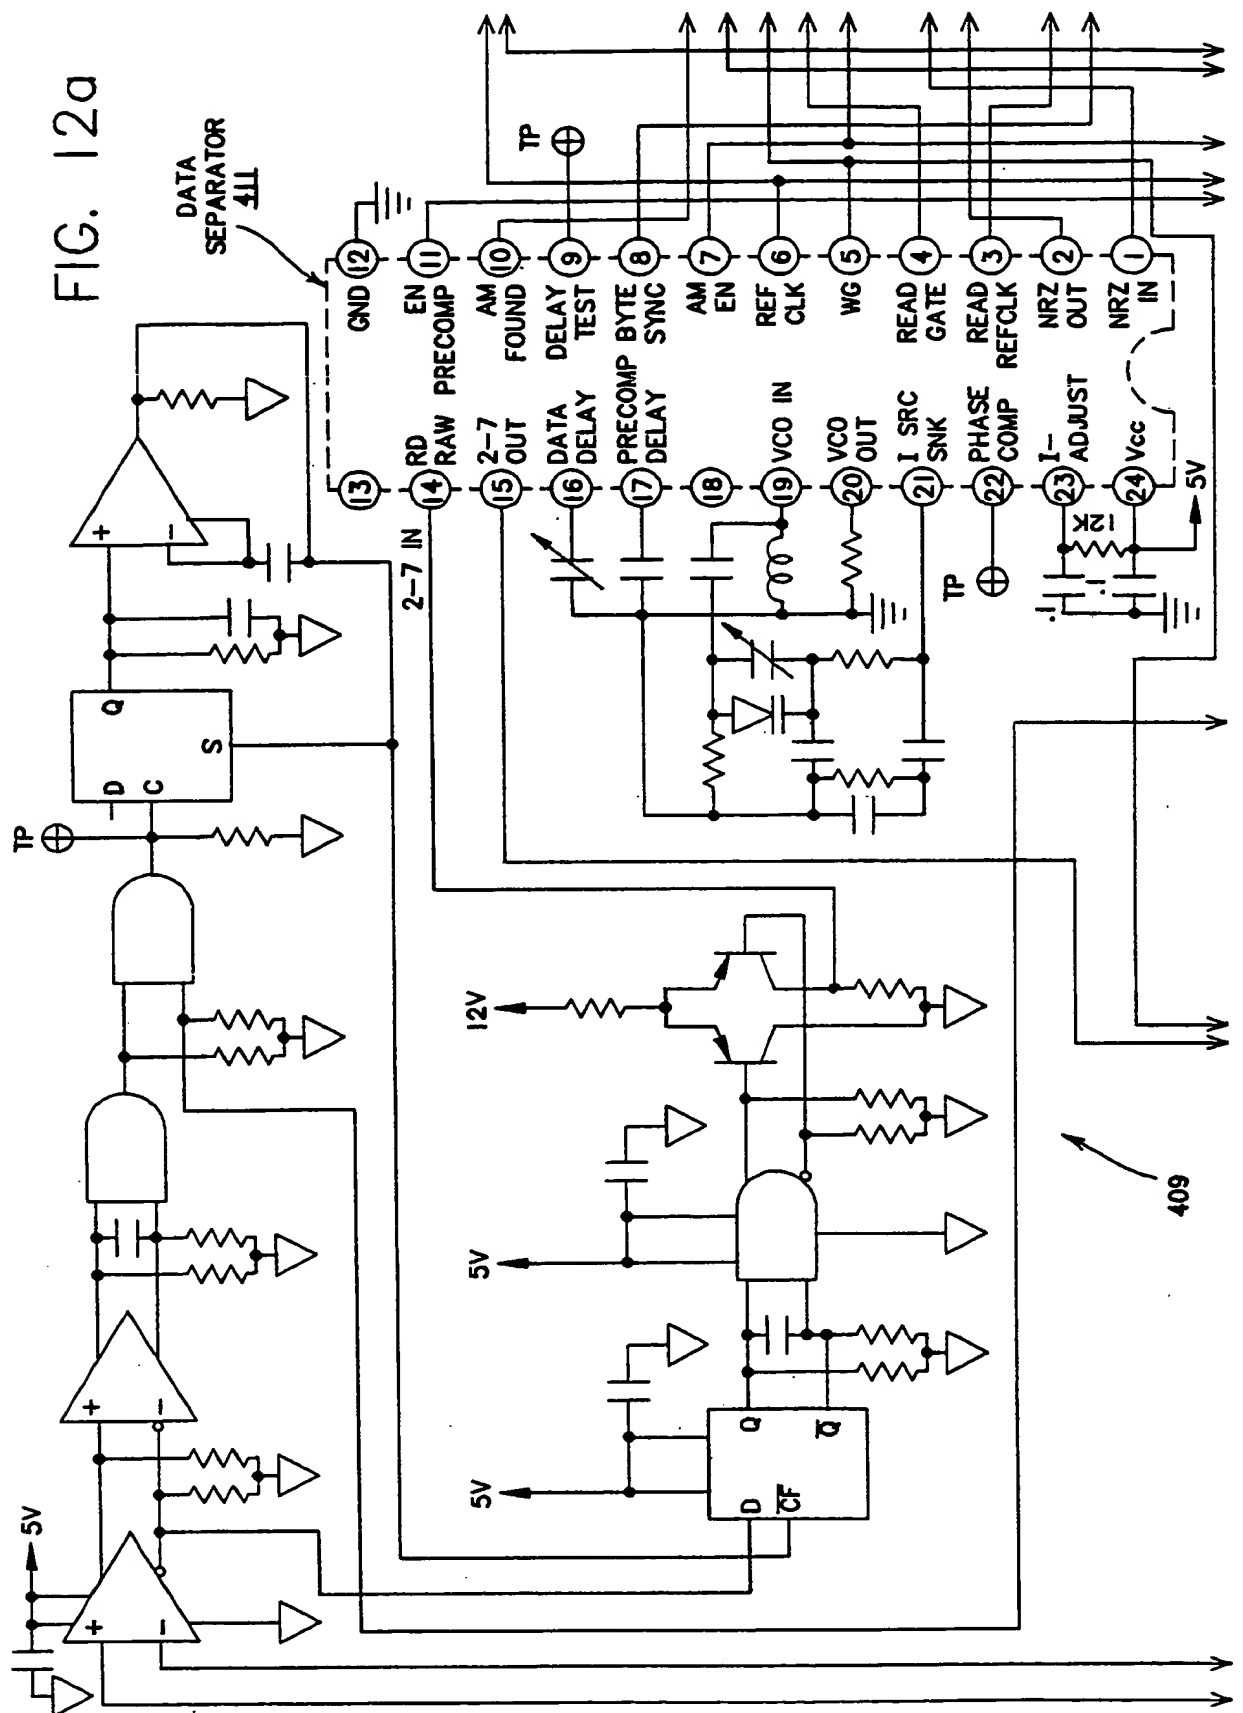 FIG. 12a
DATA
SEPARATOR
411
TP
D
C
Q
S
+
−
2-7 IN
13
14
15
16
17
18
19
20
21
22
23
24
RD
RAW
2-7
OUT
DATA
DELAY
PRECOMP
DELAY
VCO IN
VCO
OUT
I SRC
SNK
PHASE
COMP
I-
ADJUST
Vcc
GND
EN
PRECOMP
AM
FOUND
DELAY
TEST
BYTE
SYNC
AM
EN
REF
CLK
WG
READ
GATE
READ
REFCLK
NRZ
OUT
NRZ
IN
12
11
10
9
8
7
6
5
4
3
2
1
TP
TP
12K
.1
.1
5V
5V
+
−
+
−
12V
5V
5V
D
CF
Q
Q
409